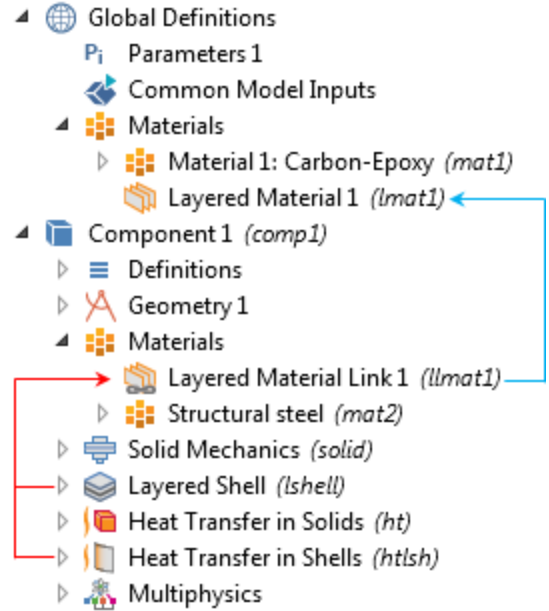 Global Definitions
Pi Parameters 1
Common Model Inputs
Materials
Material 1: Carbon-Epoxy (mat1)
Layered Material 1 (lmat1)
Component 1 (comp1)
Definitions
Geometry 1
Materials
Layered Material Link 1 (llmat1)
Structural steel (mat2)
Solid Mechanics (solid)
Layered Shell (lshell)
Heat Transfer in Solids (ht)
Heat Transfer in Shells (htlsh)
Multiphysics